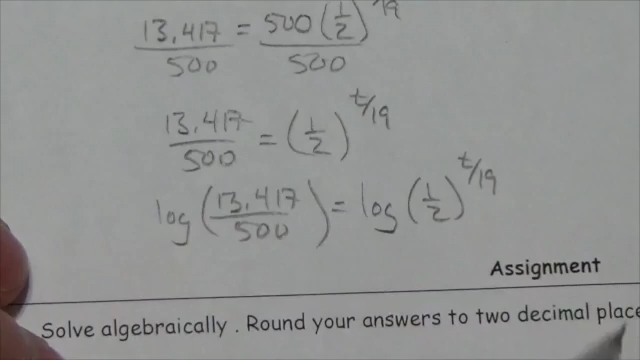 13.417/500 = 500(1/2)^t/19/500
13.417/500 = (1/2)^t/19
log(13.417/500) = log(1/2)^t/19
Assignment
Solve algebraically . Round your answers to two decimal